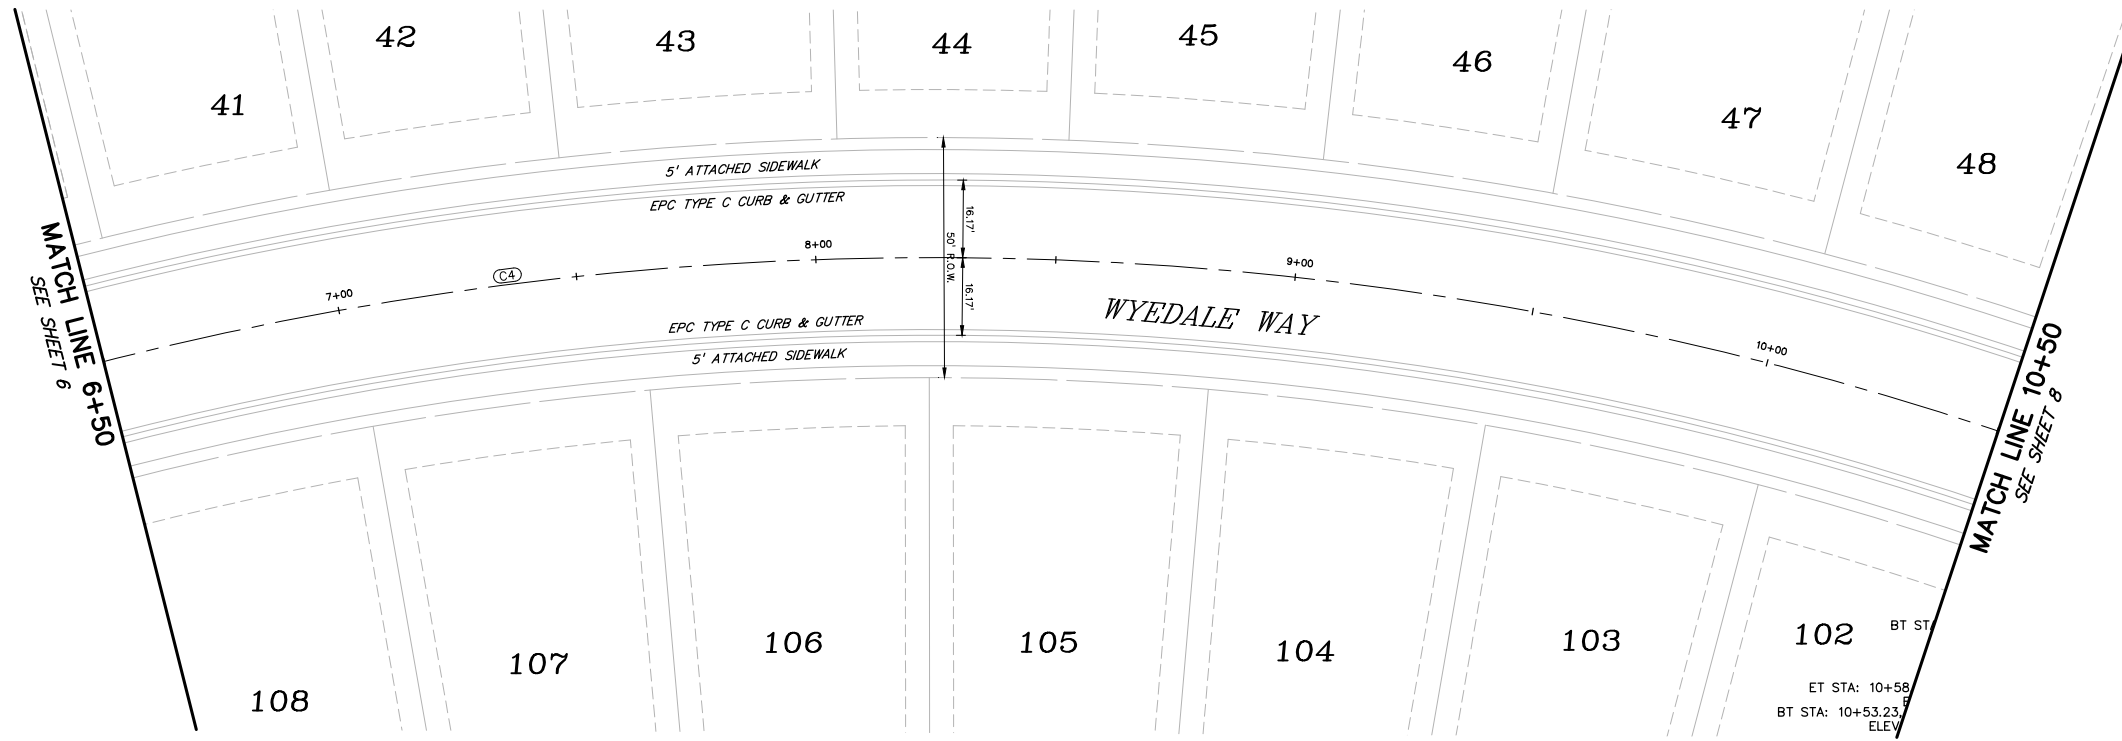 42
43
44
45
46
41
47
48
5' ATTACHED SIDEWALK
EPC TYPE C CURB & GUTTER
16.17'
50' R.O.W.
16.17'
7+00
C4
8+00
9+00
10+00
WYEDALE WAY
EPC TYPE C CURB & GUTTER
5' ATTACHED SIDEWALK
MATCH LINE 6+50
SEE SHEET 6
MATCH LINE 10+50
SEE SHEET 8
108
107
106
105
104
103
102
BT STA
ET STA: 10+58
BT STA: 10+53.23,
ELEV